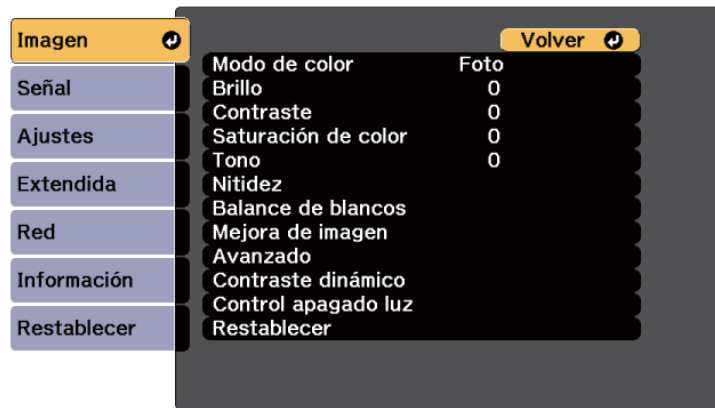 Imagen
Señal
Ajustes
Extendida
Red
Información
Restablecer
Volver
Modo de color Foto
Brillo 0
Contraste 0
Saturación de color 0
Tono 0
Nitidez
Balance de blancos
Mejora de imagen
Avanzado
Contraste dinámico
Control apagado luz
Restablecer